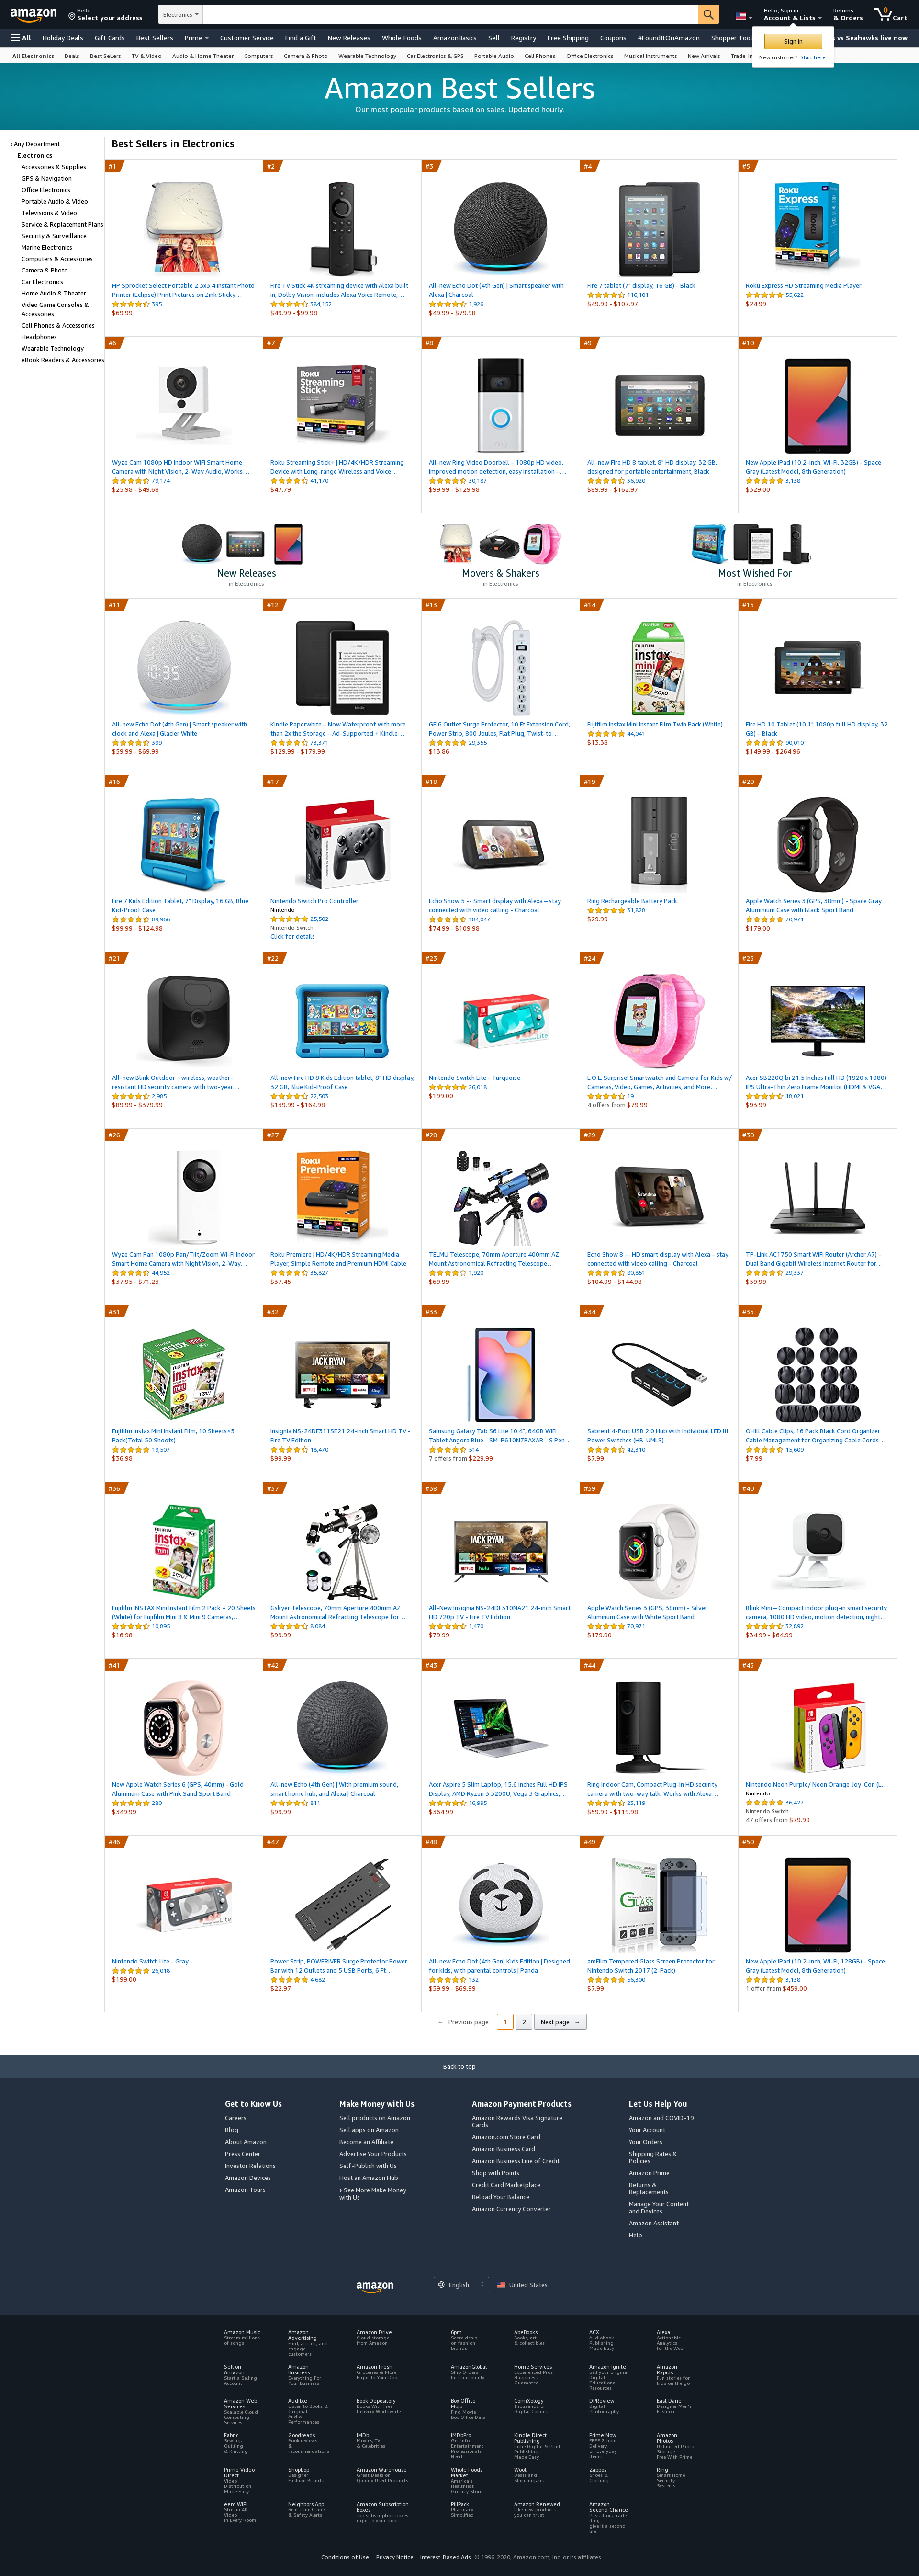 amazon
Hello
Select your address
Electronics
Hello, Sign in
Account & Lists
Returns
& Orders
0
Cart
All
Holiday Deals
Gift Cards
Best Sellers
Prime
Customer Service
Find a Gift
New Releases
Whole Foods
AmazonBasics
Sell
Registry
Free Shipping
Coupons
#FoundItOnAmazon
Shopper Tool
vs Seahawks live now
Sign in
New customer? Start here.
All Electronics
Deals
Best Sellers
TV & Video
Audio & Home Theater
Computers
Camera & Photo
Wearable Technology
Car Electronics & GPS
Portable Audio
Cell Phones
Office Electronics
Musical Instruments
New Arrivals
Trade-In
Amazon Best Sellers
Our most popular products based on sales. Updated hourly.
‹ Any Department
Electronics
Accessories & Supplies
GPS & Navigation
Office Electronics
Portable Audio & Video
Televisions & Video
Service & Replacement Plans
Security & Surveillance
Marine Electronics
Computers & Accessories
Camera & Photo
Car Electronics
Home Audio & Theater
Video Game Consoles &
Accessories
Cell Phones & Accessories
Headphones
Wearable Technology
eBook Readers & Accessories
Best Sellers in Electronics
#1
HP Sprocket Select Portable 2.3x3.4 Instant Photo
Printer (Eclipse) Print Pictures on Zink Sticky…
395
$69.99
#2
Fire TV Stick 4K streaming device with Alexa built
in, Dolby Vision, includes Alexa Voice Remote,…
384,152
$49.99 - $99.98
#3
All-new Echo Dot (4th Gen) | Smart speaker with
Alexa | Charcoal
1,926
$49.99 - $79.98
#4
Fire 7 tablet (7" display, 16 GB) - Black
116,101
$49.99 - $107.97
#5
Roku Express HD Streaming Media Player
55,622
$24.99
#6
Wyze Cam 1080p HD Indoor WiFi Smart Home
Camera with Night Vision, 2-Way Audio, Works…
79,174
$25.98 - $49.68
#7
Roku Streaming Stick+ | HD/4K/HDR Streaming
Device with Long-range Wireless and Voice…
41,170
$47.79
#8
All-new Ring Video Doorbell – 1080p HD video,
improved motion detection, easy installation –…
30,187
$99.99 - $129.98
#9
All-new Fire HD 8 tablet, 8" HD display, 32 GB,
designed for portable entertainment, Black
36,920
$89.99 - $162.97
#10
New Apple iPad (10.2-inch, Wi-Fi, 32GB) - Space
Gray (Latest Model, 8th Generation)
3,138
$329.00
New Releases
in Electronics
Movers & Shakers
in Electronics
Most Wished For
in Electronics
#11
All-new Echo Dot (4th Gen) | Smart speaker with
clock and Alexa | Glacier White
399
$59.99 - $69.99
#12
Kindle Paperwhite – Now Waterproof with more
than 2x the Storage – Ad-Supported + Kindle…
73,371
$129.99 - $179.99
#13
GE 6 Outlet Surge Protector, 10 Ft Extension Cord,
Power Strip, 800 Joules, Flat Plug, Twist-to…
29,355
$13.86
#14
Fujifilm Instax Mini Instant Film Twin Pack (White)
44,041
$15.38
#15
Fire HD 10 Tablet (10.1" 1080p full HD display, 32
GB) – Black
90,010
$149.99 - $264.96
#16
Fire 7 Kids Edition Tablet, 7" Display, 16 GB, Blue
Kid-Proof Case
89,966
$99.99 - $124.98
#17
Nintendo Switch Pro Controller
Nintendo
25,502
Nintendo Switch
Click for details
#18
Echo Show 5 -- Smart display with Alexa – stay
connected with video calling - Charcoal
184,047
$74.99 - $109.98
#19
Ring Rechargeable Battery Pack
31,828
$29.99
#20
Apple Watch Series 3 (GPS, 38mm) - Space Gray
Aluminium Case with Black Sport Band
70,971
$179.00
#21
All-new Blink Outdoor – wireless, weather-
resistant HD security camera with two-year…
2,985
$89.99 - $379.99
#22
All-new Fire HD 8 Kids Edition tablet, 8" HD display,
32 GB, Blue Kid-Proof Case
22,503
$139.99 - $164.98
#23
Nintendo Switch Lite - Turquoise
26,018
$199.00
#24
L.O.L. Surprise! Smartwatch and Camera for Kids w/
Cameras, Video, Games, Activities, and More…
19
4 offers from $79.99
#25
Acer SB220Q bi 21.5 Inches Full HD (1920 x 1080)
IPS Ultra-Thin Zero Frame Monitor (HDMI & VGA…
18,021
$93.99
#26
Wyze Cam Pan 1080p Pan/Tilt/Zoom Wi-Fi Indoor
Smart Home Camera with Night Vision, 2-Way…
44,952
$37.95 - $71.23
#27
Roku Premiere | HD/4K/HDR Streaming Media
Player, Simple Remote and Premium HDMI Cable
35,827
$37.45
#28
TELMU Telescope, 70mm Aperture 400mm AZ
Mount Astronomical Refracting Telescope…
1,920
$69.99
#29
Echo Show 8 -- HD smart display with Alexa – stay
connected with video calling - Charcoal
80,851
$104.99 - $144.98
#30
TP-Link AC1750 Smart WiFi Router (Archer A7) -
Dual Band Gigabit Wireless Internet Router for…
29,337
$59.99
#31
Fujifilm Instax Mini Instant Film, 10 Sheets×5
Pack(Total 50 Shoots)
19,507
$36.98
#32
Insignia NS-24DF311SE21 24-inch Smart HD TV -
Fire TV Edition
18,470
$99.99
#33
Samsung Galaxy Tab S6 Lite 10.4", 64GB WiFi
Tablet Angora Blue - SM-P610NZBAXAR - S Pen…
514
7 offers from $229.99
#34
Sabrent 4-Port USB 2.0 Hub with Individual LED lit
Power Switches (HB-UMLS)
42,310
$7.99
#35
OHill Cable Clips, 16 Pack Black Cord Organizer
Cable Management for Organizing Cable Cords…
15,609
$7.99
#36
Fujifilm INSTAX Mini Instant Film 2 Pack = 20 Sheets
(White) for Fujifilm Mini 8 & Mini 9 Cameras,…
10,895
$16.98
#37
Gskyer Telescope, 70mm Aperture 400mm AZ
Mount Astronomical Refracting Telescope for…
8,084
$99.99
#38
All-New Insignia NS-24DF310NA21 24-inch Smart
HD 720p TV - Fire TV Edition
1,470
$79.99
#39
Apple Watch Series 3 (GPS, 38mm) - Silver
Aluminum Case with White Sport Band
70,971
$179.00
#40
Blink Mini – Compact indoor plug-in smart security
camera, 1080 HD video, motion detection, night…
32,892
$34.99 - $64.99
#41
New Apple Watch Series 6 (GPS, 40mm) - Gold
Aluminum Case with Pink Sand Sport Band
260
$349.99
#42
All-new Echo (4th Gen) | With premium sound,
smart home hub, and Alexa | Charcoal
811
$99.99
#43
Acer Aspire 5 Slim Laptop, 15.6 inches Full HD IPS
Display, AMD Ryzen 3 3200U, Vega 3 Graphics,…
16,995
$364.99
#44
Ring Indoor Cam, Compact Plug-In HD security
camera with two-way talk, Works with Alexa…
23,119
$59.99 - $119.98
#45
Nintendo Neon Purple/ Neon Orange Joy-Con (L…
Nintendo
36,427
Nintendo Switch
47 offers from $79.99
#46
Nintendo Switch Lite - Gray
26,018
$199.00
#47
Power Strip, POWERIVER Surge Protector Power
Bar with 12 Outlets and 5 USB Ports, 6 Ft…
4,682
$22.97
#48
All-new Echo Dot (4th Gen) Kids Edition | Designed
for kids, with parental controls | Panda
132
$59.99 - $69.99
#49
amFilm Tempered Glass Screen Protector for
Nintendo Switch 2017 (2-Pack)
56,300
$7.99
#50
New Apple iPad (10.2-inch, Wi-Fi, 128GB) - Space
Gray (Latest Model, 8th Generation)
3,138
1 offer from $459.00
← Previous page
1
2
Next page →
Back to top
Get to Know Us
Careers
Blog
About Amazon
Press Center
Investor Relations
Amazon Devices
Amazon Tours
Make Money with Us
Sell products on Amazon
Sell apps on Amazon
Become an Affiliate
Advertise Your Products
Self-Publish with Us
Host an Amazon Hub
› See More Make Money
with Us
Amazon Payment Products
Amazon Rewards Visa Signature
Cards
Amazon.com Store Card
Amazon Business Card
Amazon Business Line of Credit
Shop with Points
Credit Card Marketplace
Reload Your Balance
Amazon Currency Converter
Let Us Help You
Amazon and COVID-19
Your Account
Your Orders
Shipping Rates &
Policies
Amazon Prime
Returns &
Replacements
Manage Your Content
and Devices
Amazon Assistant
Help
amazon
English
United States
Amazon Music
Stream millions
of songs
Amazon
Advertising
Find, attract, and
engage
customers
Amazon Drive
Cloud storage
from Amazon
6pm
Score deals
on fashion
brands
AbeBooks
Books, art
& collectibles
ACX
Audiobook
Publishing
Made Easy
Alexa
Actionable
Analytics
for the Web
Sell on
Amazon
Start a Selling
Account
Amazon
Business
Everything For
Your Business
Amazon Fresh
Groceries & More
Right To Your Door
AmazonGlobal
Ship Orders
Internationally
Home Services
Experienced Pros
Happiness
Guarantee
Amazon Ignite
Sell your original
Digital
Educational
Resources
Amazon
Rapids
Fun stories for
kids on the go
Amazon Web
Services
Scalable Cloud
Computing
Services
Audible
Listen to Books &
Original
Audio
Performances
Book Depository
Books With Free
Delivery Worldwide
Box Office
Mojo
Find Movie
Box Office Data
ComiXology
Thousands of
Digital Comics
DPReview
Digital
Photography
East Dane
Designer Men's
Fashion
Fabric
Sewing,
Quilting
& Knitting
Goodreads
Book reviews
&
recommendations
IMDb
Movies, TV
& Celebrities
IMDbPro
Get Info
Entertainment
Professionals
Need
Kindle Direct
Publishing
Indie Digital & Print
Publishing
Made Easy
Prime Now
FREE 2-hour
Delivery
on Everyday
Items
Amazon
Photos
Unlimited Photo
Storage
Free With Prime
Prime Video
Direct
Video
Distribution
Made Easy
Shopbop
Designer
Fashion Brands
Amazon Warehouse
Great Deals on
Quality Used Products
Whole Foods
Market
America's
Healthiest
Grocery Store
Woot!
Deals and
Shenanigans
Zappos
Shoes &
Clothing
Ring
Smart Home
Security
Systems
eero WiFi
Stream 4K
Video
in Every Room
Neighbors App
Real-Time Crime
& Safety Alerts
Amazon Subscription
Boxes
Top subscription boxes –
right to your door
PillPack
Pharmacy
Simplified
Amazon Renewed
Like-new products
you can trust
Amazon
Second Chance
Pass it on, trade
it in,
give it a second
life
Conditions of Use
Privacy Notice
Interest-Based Ads
© 1996-2020, Amazon.com, Inc. or its affiliates